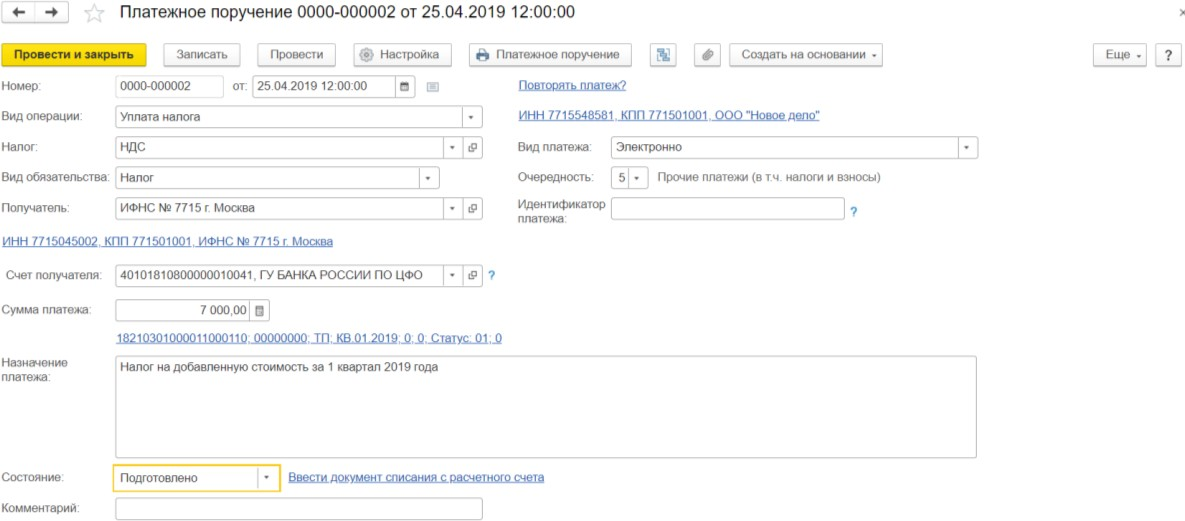 Платежное поручение 0000-000002 от 25.04.2019 12:00:00
Провести и закрыть Записать Провести Настройка Платежное поручение Создать на основании Еще ?
Номер: 0000-000002 от: 25.04.2019 12:00:00 Повторять платеж?
Вид операции: Уплата налога ИНН 7715548581, КПП 771501001, ООО "Новое дело"
Налог: НДС Вид платежа: Электронно
Вид обязательства: Налог Очередность: 5 Прочие платежи (в т.ч. налоги и взносы)
Получатель: ИФНС № 7715 г. Москва Идентификатор
платежа: ?
ИНН 7715045002, КПП 771501001, ИФНС № 7715 г. Москва
Счет получателя: 40101810800000010041, ГУ БАНКА РОССИИ ПО ЦФО ?
Сумма платежа: 7 000,00
18210301000011000110; 00000000; ТП; КВ.01.2019; 0; 0; Статус: 01; 0
Назначение
платежа:
Налог на добавленную стоимость за 1 квартал 2019 года
Состояние: Подготовлено Ввести документ списания с расчетного счета
Комментарий: